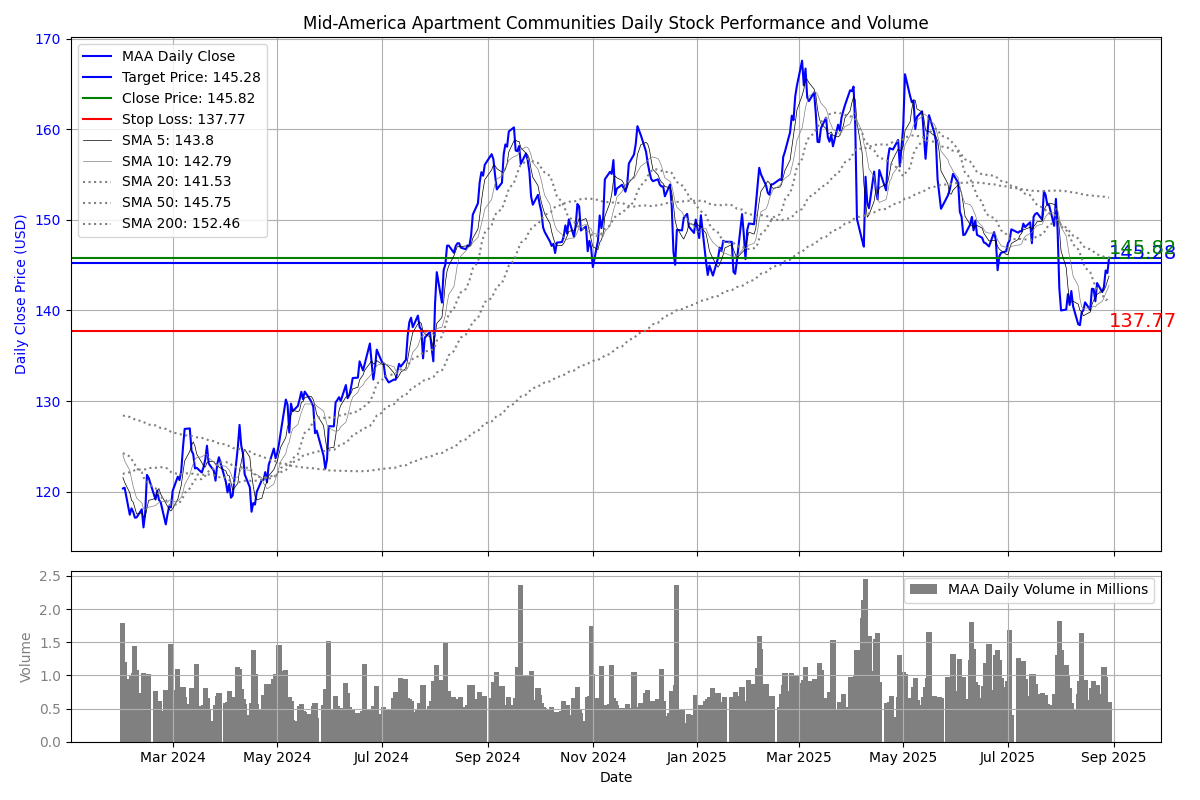 Mid-America Apartment Communities Daily Stock Performance and Volume
Daily Close Price (USD)
170
160
150
140
130
120
MAA Daily Close
Target Price: 145.28
Close Price: 145.82
Stop Loss: 137.77
SMA 5: 143.8
SMA 10: 142.79
SMA 20: 141.53
SMA 50: 145.75
SMA 200: 152.46
145.82
145.28
137.77
Volume
2.5
2.0
1.5
1.0
0.5
0.0
MAA Daily Volume in Millions
Mar 2024 May 2024 Jul 2024 Sep 2024 Nov 2024 Jan 2025 Mar 2025 May 2025 Jul 2025 Sep 2025
Date